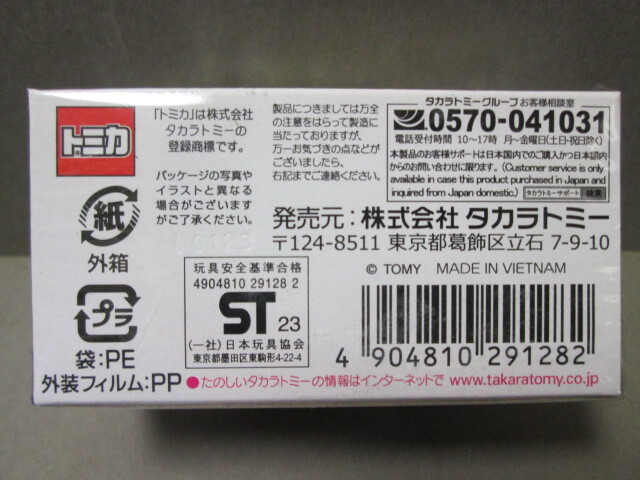 トミカ
「トミカ」は株式会社
タカラトミーの
登録商標です。
パッケージの写真や
イラストと異なる
場合がございますが
ご了承ください。
製品につきましては万全
の注意をはらって製造に
当たっておりますが、
万一お気づきの点などが
ございましたら、
右記までご連絡ください。
タカラトミーグループお客様相談室
0570-041031
電話受付時間 10〜17時 月〜金曜日(土・日・祝日除く)
本製品のお客様サポートは日本国内でのご購入かつ日本語内
からのお問い合わせに限ります。(Customer service is only
available in case this product purchased in Japan and
inquired from Japan domestic.)
タカラトミーサポート 検索
発売元：株式会社 タカラトミー
〒124-8511 東京都葛飾区立石 7-9-10
© TOMY MADE IN VIETNAM
紙
外箱
プラ
袋:PE
外装フィルム:PP
玩具安全基準合格
4904810 29128 2
ST 23
(一社)日本玩具協会
東京都墨田区東駒形4-22-4
4 904810 291282
●たのしいタカラトミーの情報はインターネットで www.takaratomy.co.jp